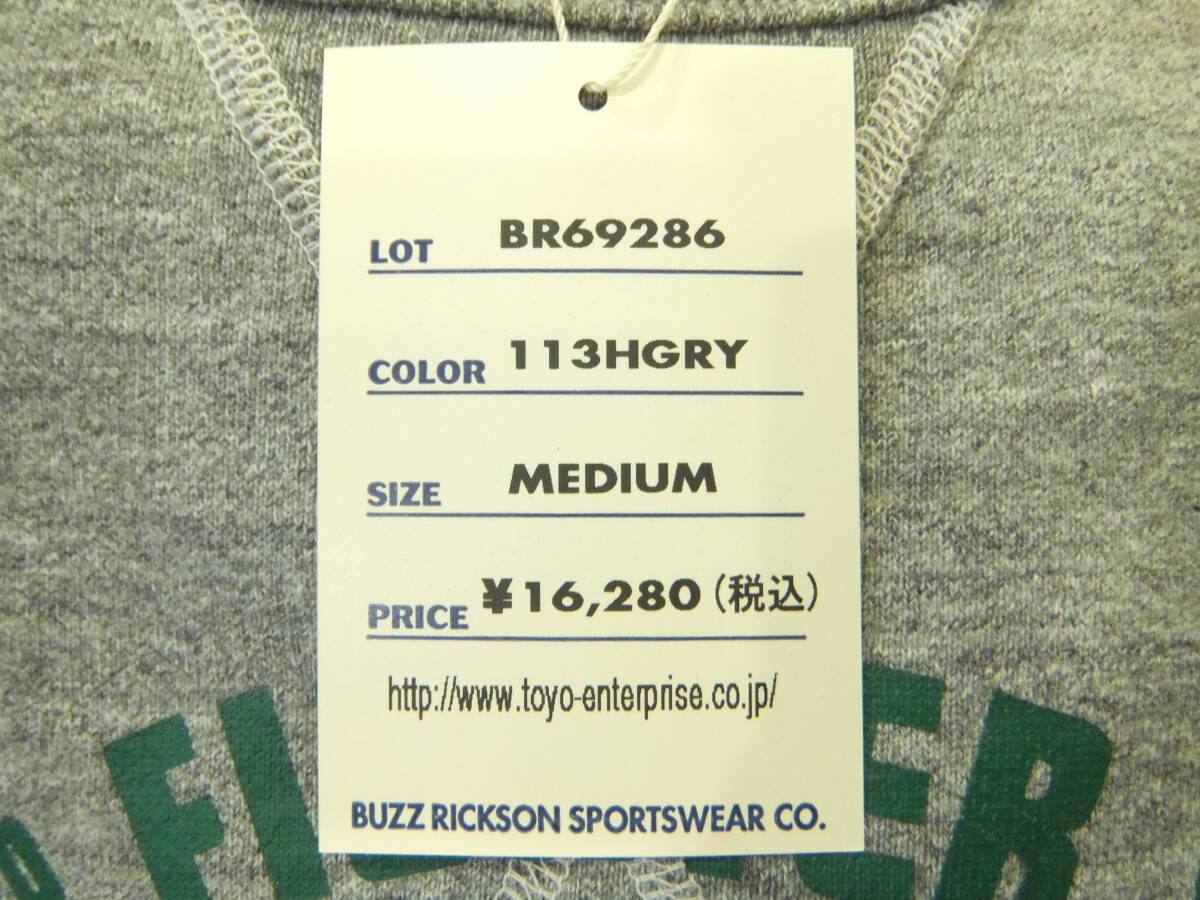 LOT BR69286
COLOR 113HGRY
SIZE MEDIUM
PRICE ¥16,280(税込)
http://www.toyo-enterprise.co.jp/
BUZZ RICKSON SPORTSWEAR CO.